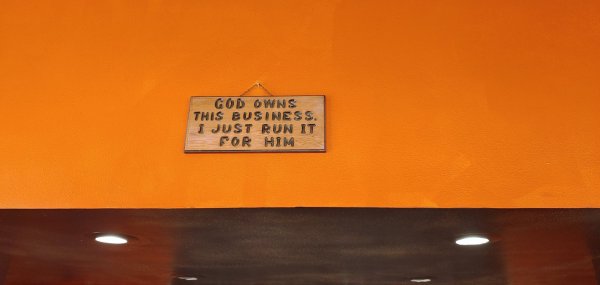 GOD OWNS
THIS BUSINESS.
I JUST RUN IT
FOR HIM